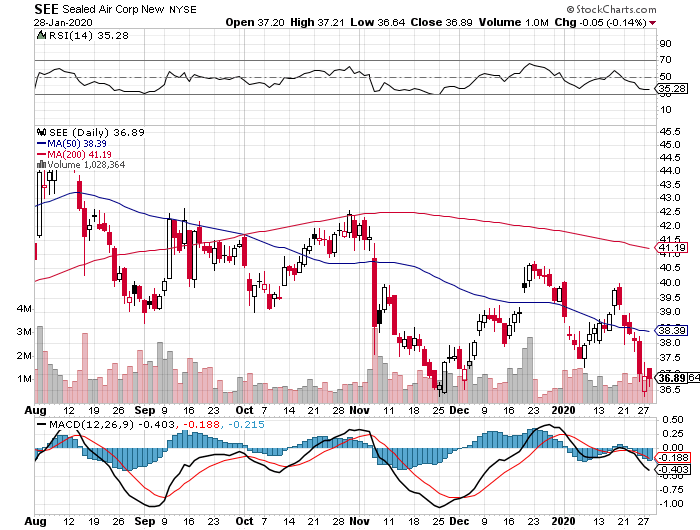 SEE Sealed Air Corp New NYSE
© StockCharts.com
28-Jan-2020
Open 37.20 High 37.21 Low 36.64 Close 36.89 Volume 1.0M Chg -0.05 (-0.14%)
RSI(14) 35.28
90
70
50
35.28
30
10
SEE (Daily) 36.89
MA(50) 38.39
MA(200) 41.19
Volume 1,028,364
45.5
45.0
44.5
44.0
43.5
43.0
42.5
42.0
41.5
41.19
40.5
40.0
39.5
39.0
38.39
38.0
37.5
36.89
36.5
4M
3M
2M
1M
Aug 12 19 26 Sep 9 16 23 Oct 7 14 21 28 Nov 11 18 25 Dec 9 16 23 2020 13 21 27
MACD(12,26,9) -0.403, -0.188, -0.215
0.50
0.25
0.00
-0.188
-0.403
-0.75
-1.00
Aug 12 19 26 Sep 9 16 23 Oct 7 14 21 28 Nov 11 18 25 Dec 9 16 23 2020 13 21 27